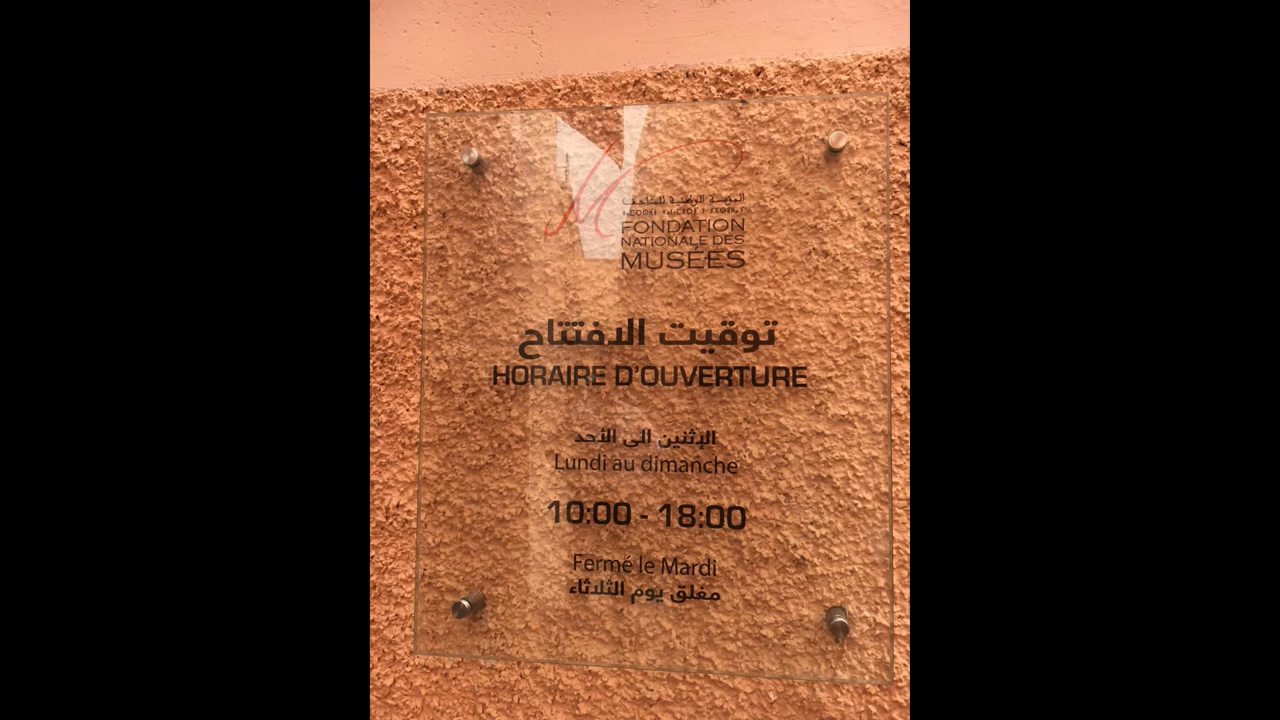 المؤسسة الوطنية للمتاحف
FONDATION
NATIONALE DES
MUSÉES
توقيت الافتتاح
HORAIRE D'OUVERTURE
الإثنين الى الأحد
Lundi au dimanche
10:00 - 18:00
Fermé le Mardi
مغلق يوم الثلاثاء